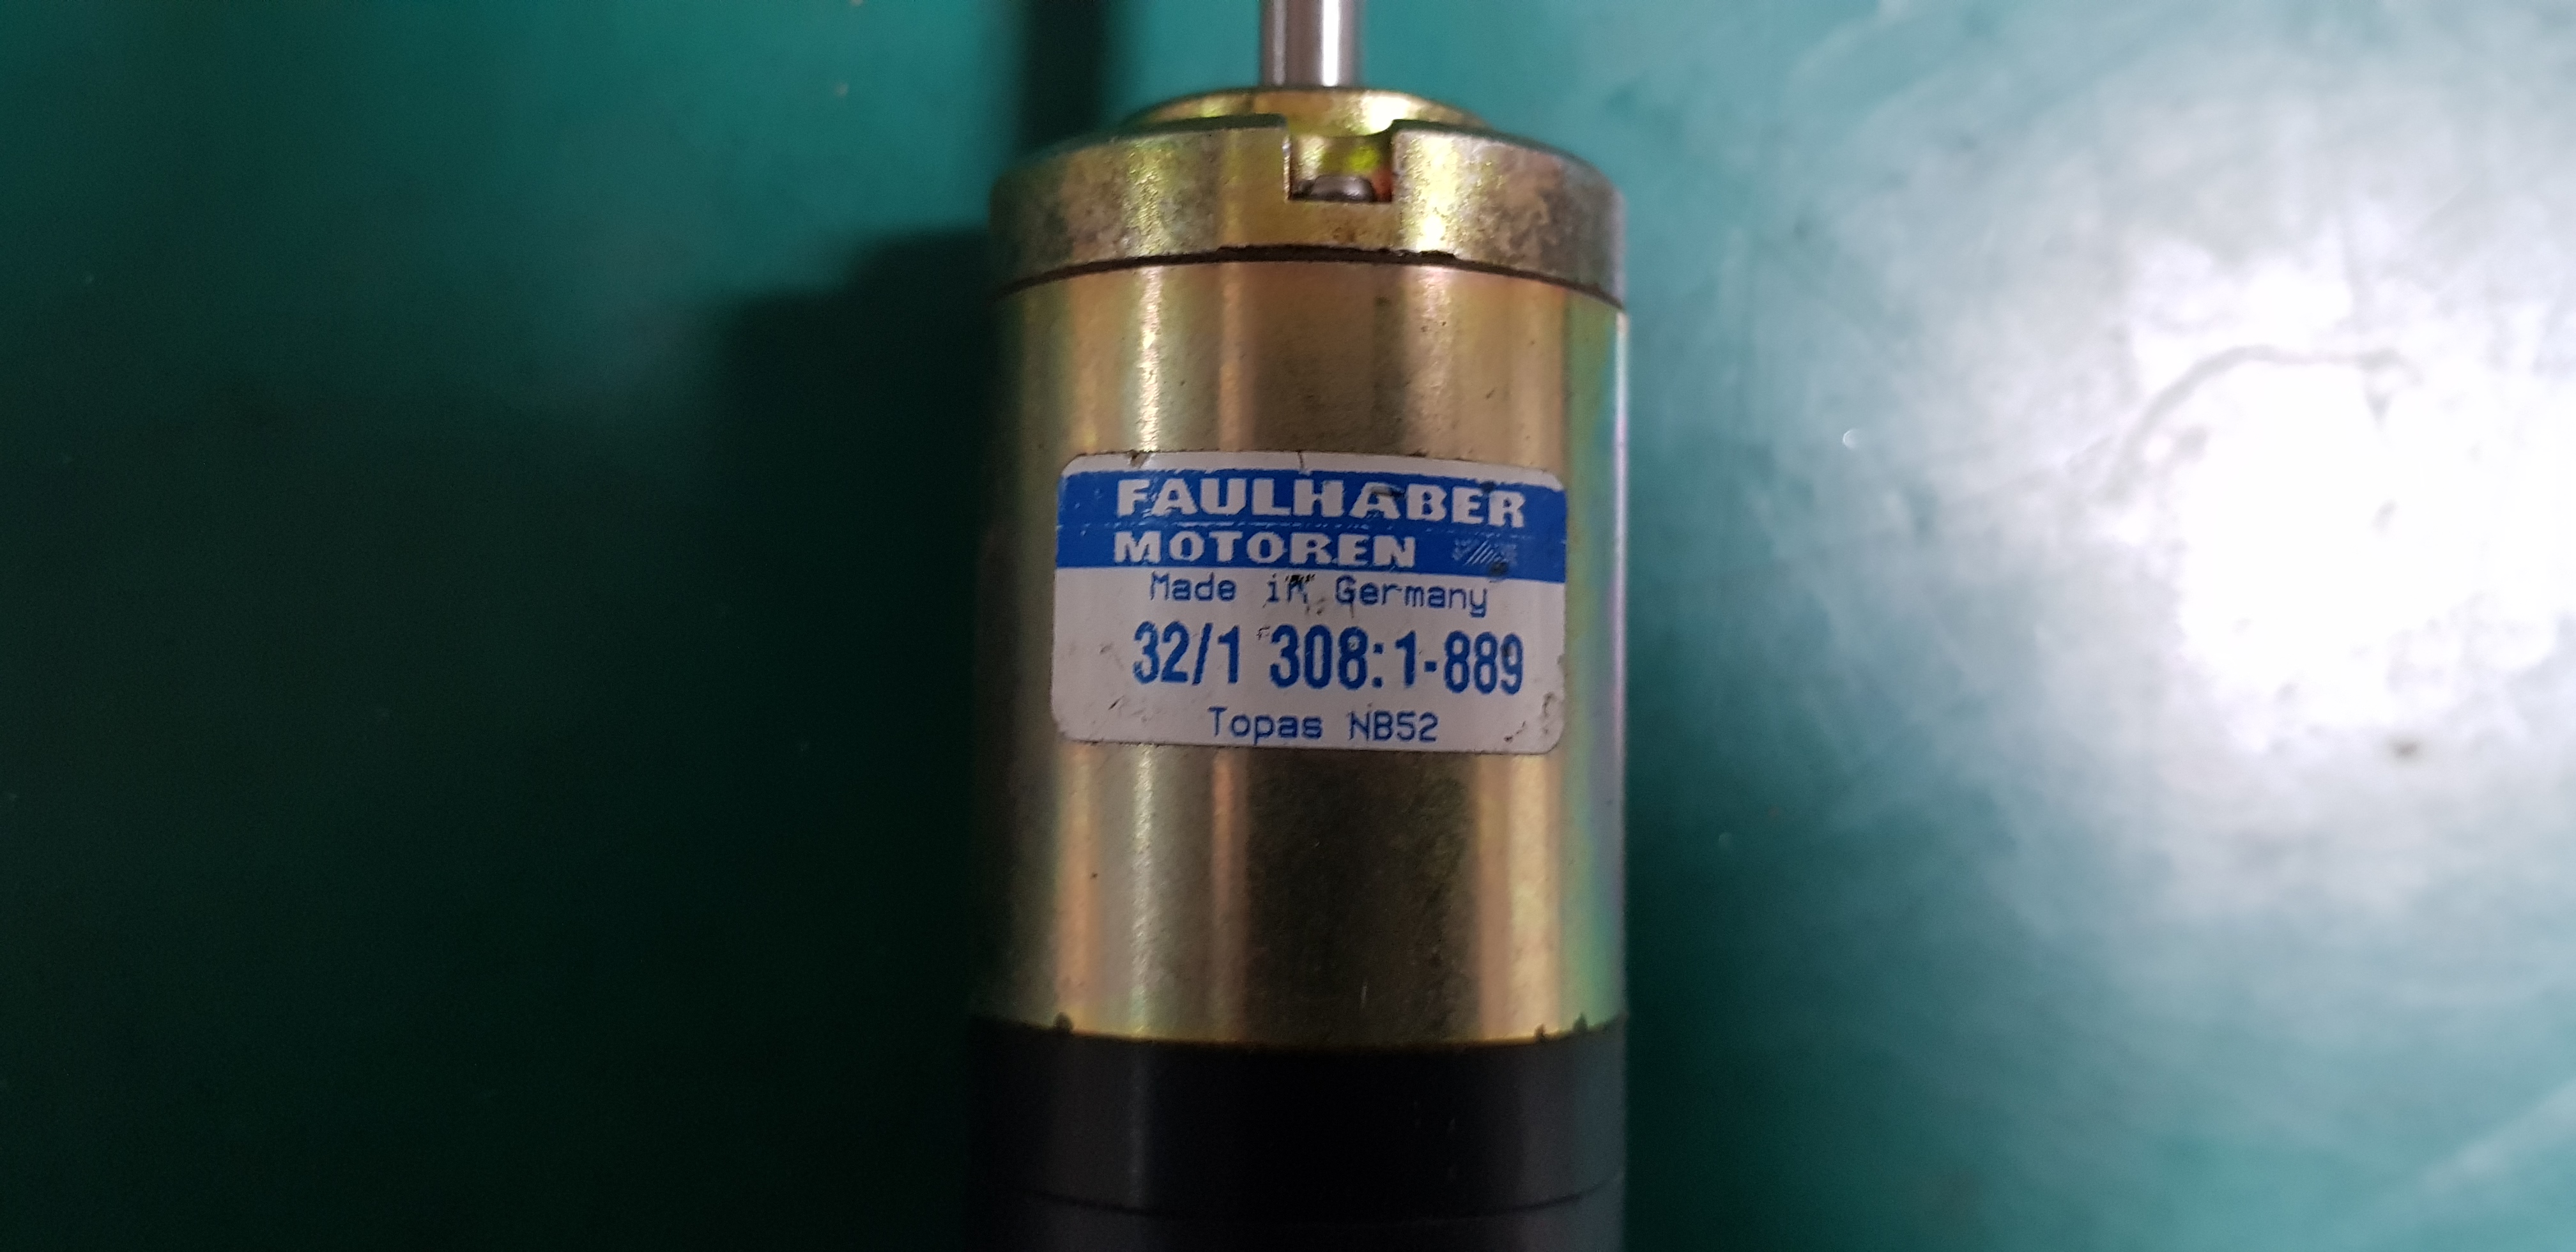 FAULHABER
MOTOREN
Made in Germany
32/1 308:1-889
Topas NB52